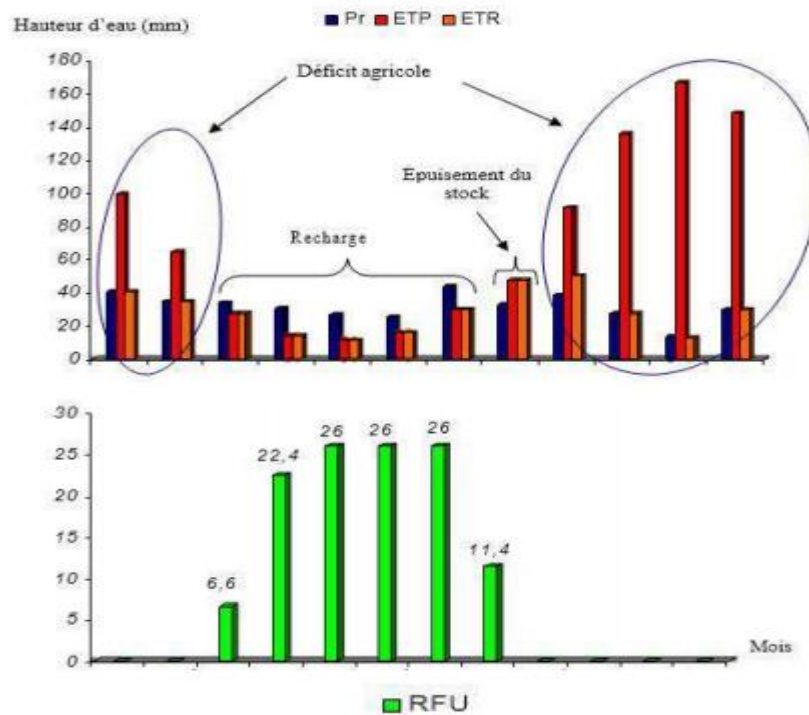 Hauteur d'eau (mm)
Pr ETP ETR
180
160
140
120
100
80
60
40
20
0
Déficit agricole
Epuisement du
stock
Recharge
30
25
20
15
10
5
0
6,6
22,4
26
26
26
11,4
Mois
RFU